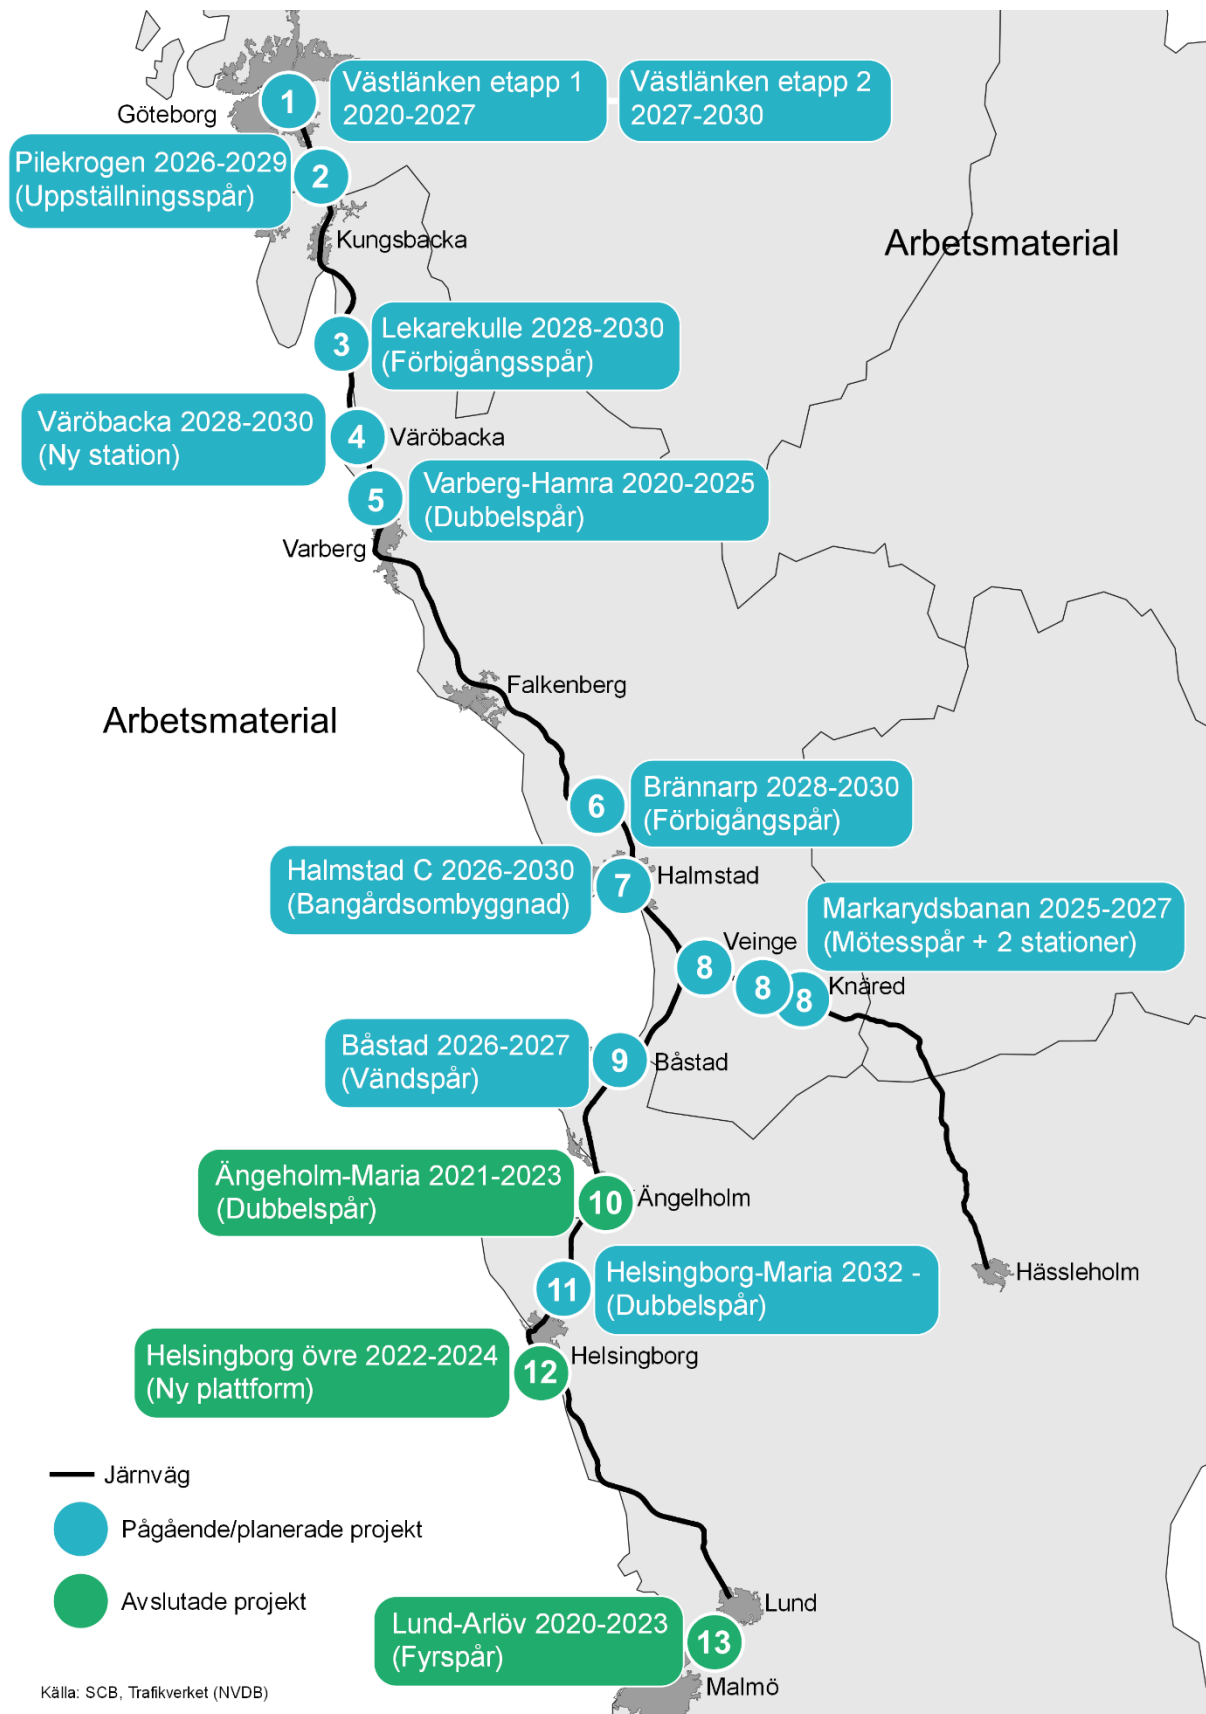 Göteborg
1
Västlänken etapp 1
2020-2027
Västlänken etapp 2
2027-2030
Pilekrogen 2026-2029
(Uppställningsspår)
2
Kungsbacka
Arbetsmaterial
3
Lekarekulle 2028-2030
(Förbigångsspår)
Väröbacka 2028-2030
(Ny station)
4
Väröbacka
5
Varberg-Hamra 2020-2025
(Dubbelspår)
Varberg
Falkenberg
Arbetsmaterial
6
Brännarp 2028-2030
(Förbigångspår)
Halmstad C 2026-2030
(Bangårdsombyggnad)
7
Halmstad
Markarydsbanan 2025-2027
(Mötesspår + 2 stationer)
Veinge
8
8
8
Knäred
Båstad 2026-2027
(Vändspår)
9
Båstad
Ängeholm-Maria 2021-2023
(Dubbelspår)
10
Ängelholm
11
Helsingborg-Maria 2032 -
(Dubbelspår)
Hässleholm
Helsingborg övre 2022-2024
(Ny plattform)
12
Helsingborg
Järnväg
Pågående/planerade projekt
Avslutade projekt
Lund-Arlöv 2020-2023
(Fyrspår)
13
Lund
Malmö
Källa: SCB, Trafikverket (NVDB)